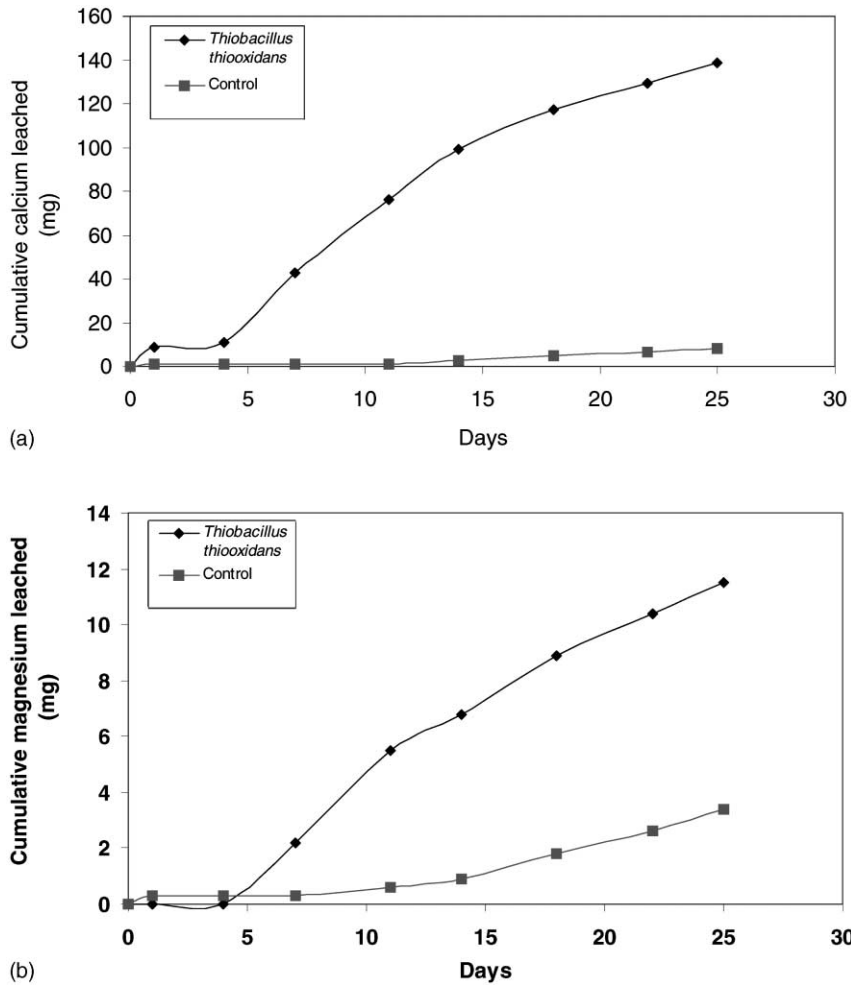 160
140
120
100
80
60
40
20
0
Cumulative calcium leached
(mg)
Thiobacillus
thiooxidans
Control
0 5 10 15 20 25 30
Days
(a)
14
12
10
8
6
4
2
0
Cumulative magnesium leached
(mg)
Thiobacillus
thiooxidans
Control
0 5 10 15 20 25 30
Days
(b)